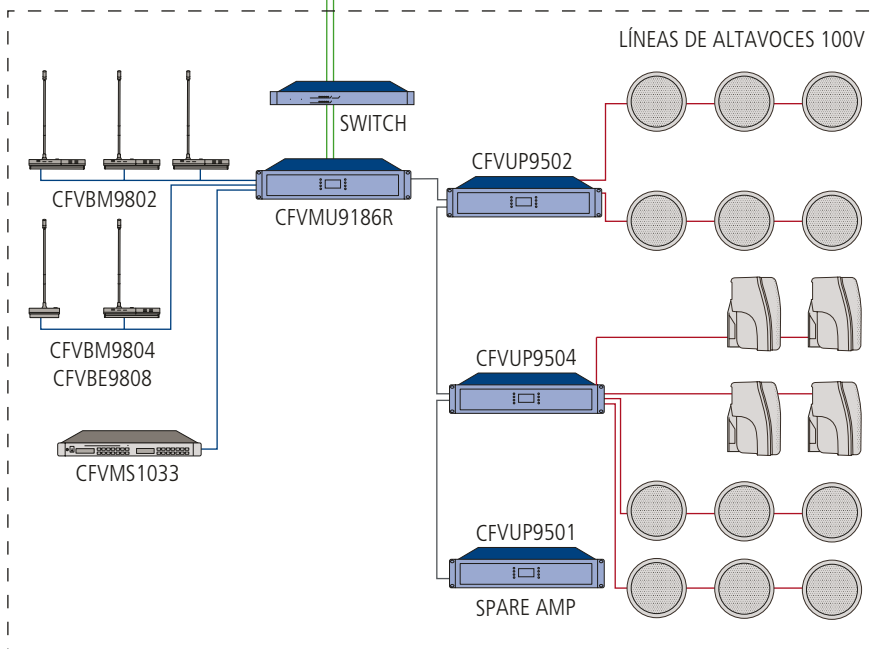 LÍNEAS DE ALTAVOCES 100V
SWITCH
CFVUP9502
CFVBM9802
CFVMU9186R
CFVBM9804
CFVBE9808
CFVUP9504
CFVMS1033
CFVUP9501
SPARE AMP